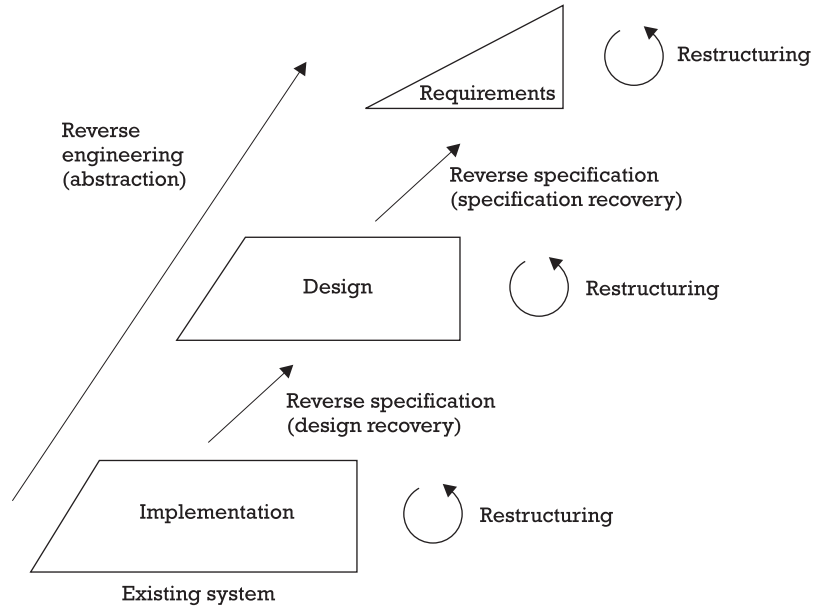 Requirements
Restructuring
Reverse
engineering
(abstraction)
Reverse specification
(specification recovery)
Design
Restructuring
Reverse specification
(design recovery)
Implementation
Restructuring
Existing system